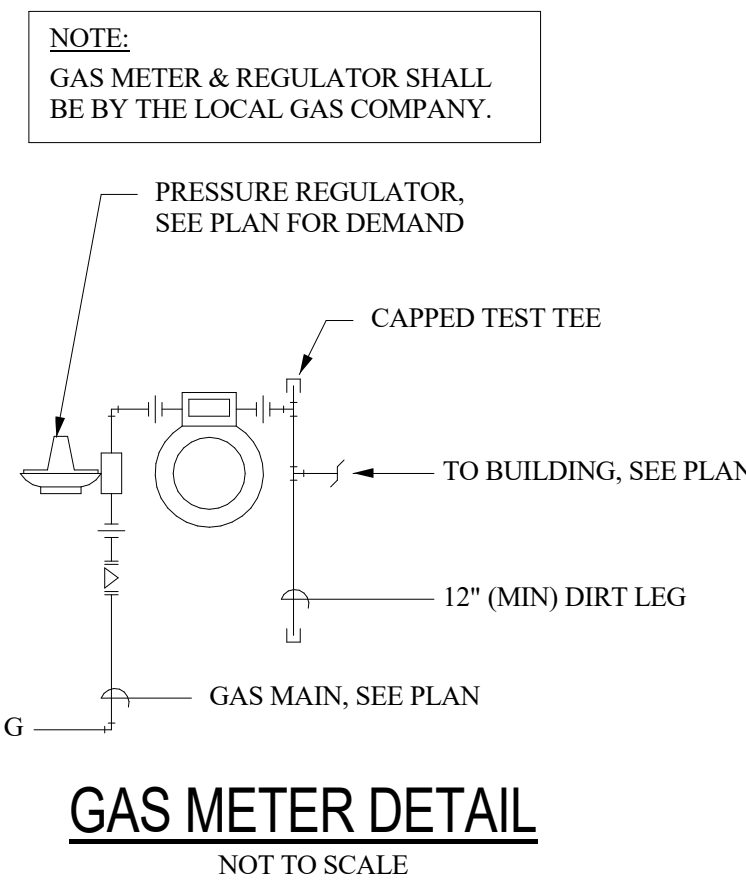 NOTE:
GAS METER & REGULATOR SHALL
BE BY THE LOCAL GAS COMPANY.
PRESSURE REGULATOR,
SEE PLAN FOR DEMAND
CAPPED TEST TEE
TO BUILDING, SEE PLAN
12" (MIN) DIRT LEG
GAS MAIN, SEE PLAN
G
GAS METER DETAIL
NOT TO SCALE